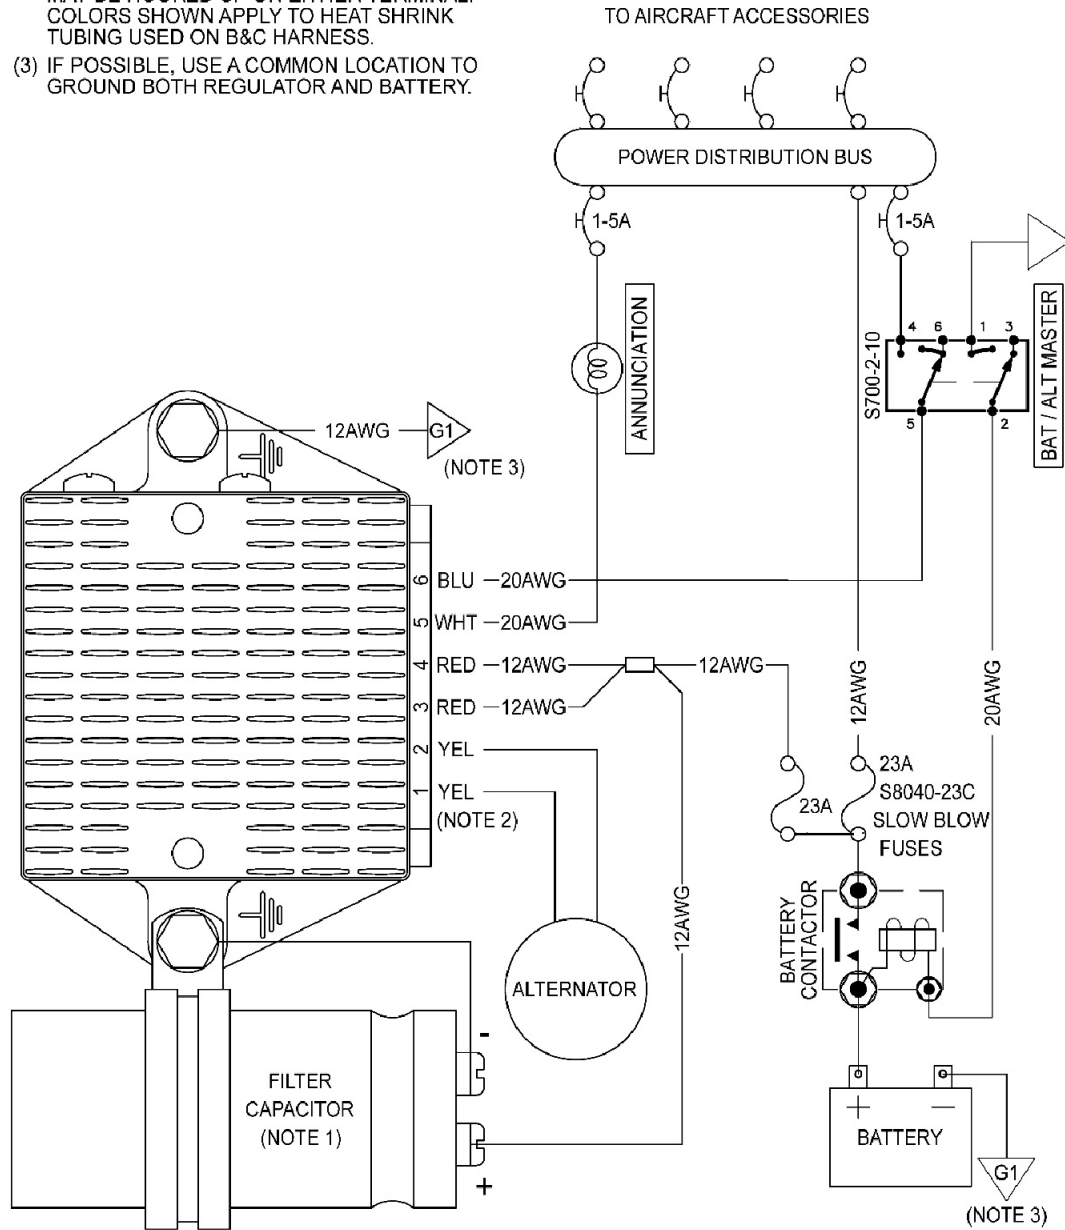 MAY BE HOOKED UP ON EITHER TERMINAL.
COLORS SHOWN APPLY TO HEAT SHRINK
TUBING USED ON B&C HARNESS.
(3) IF POSSIBLE, USE A COMMON LOCATION TO
GROUND BOTH REGULATOR AND BATTERY.
TO AIRCRAFT ACCESSORIES
POWER DISTRIBUTION BUS
1-5A
1-5A
ANNUNCIATION
S700-2-10
4 6 1 3
5 2
BAT / ALT MASTER
12AWG
G1
(NOTE 3)
6 BLU 20AWG
5 WHT 20AWG
4 RED 12AWG
12AWG
3 RED 12AWG
2 YEL
1 YEL
(NOTE 2)
12AWG
20AWG
23A
23A
S8040-23C
SLOW BLOW
FUSES
12AWG
BATTERY
CONTACTOR
ALTERNATOR
FILTER
CAPACITOR
(NOTE 1)
-
+
+ -
BATTERY
G1
(NOTE 3)